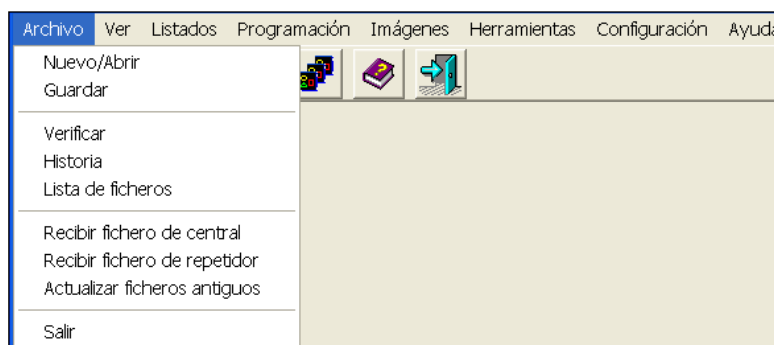 Archivo Ver Listados Programación Imágenes Herramientas Configuración Ayuda
Nuevo/Abrir
Guardar
Verificar
Historia
Lista de ficheros
Recibir fichero de central
Recibir fichero de repetidor
Actualizar ficheros antiguos
Salir